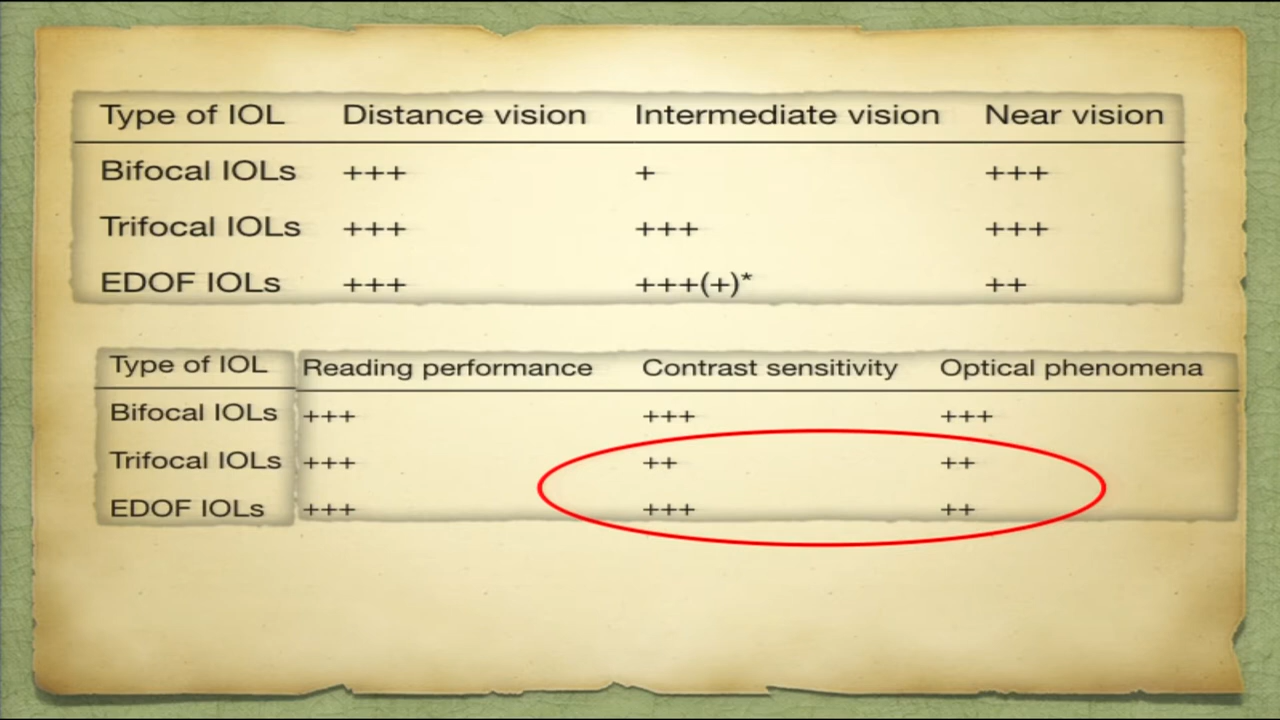 Type of IOL Distance vision Intermediate vision Near vision
Bifocal IOLs +++ + +++
Trifocal IOLs +++ +++ +++
EDOF IOLs +++ +++(+)* ++
Type of IOL Reading performance Contrast sensitivity Optical phenomena
Bifocal IOLs +++ +++ +++
Trifocal IOLs +++ ++ ++
EDOF IOLs +++ +++ ++